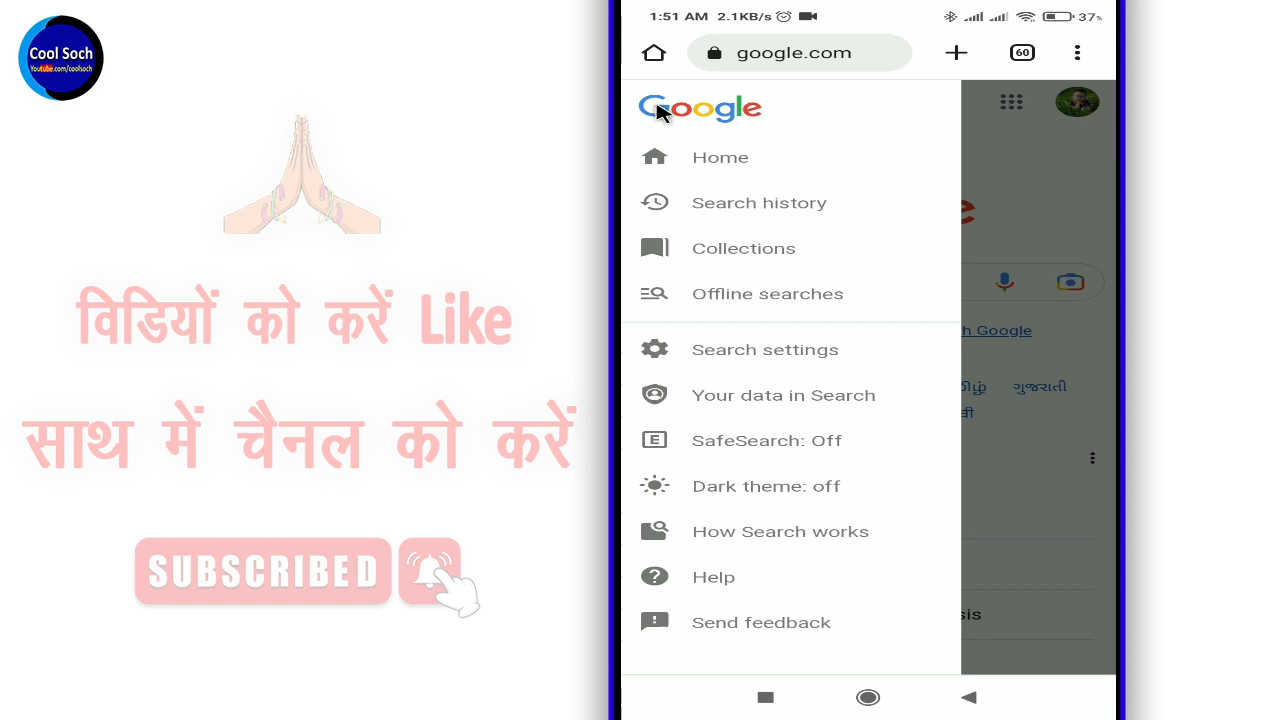 Cool Soch
Youtube.com/coolsoch
विडियों को करें Like
साथ में चैनल को करें
SUBSCRIBED
1:51 AM 2.1KB/s
37%
google.com
60
Google
Home
Search history
Collections
Offline searches
Search settings
Your data in Search
SafeSearch: Off
Dark theme: off
How Search works
Help
Send feedback
e
h Google
ગુજરાતી
sis